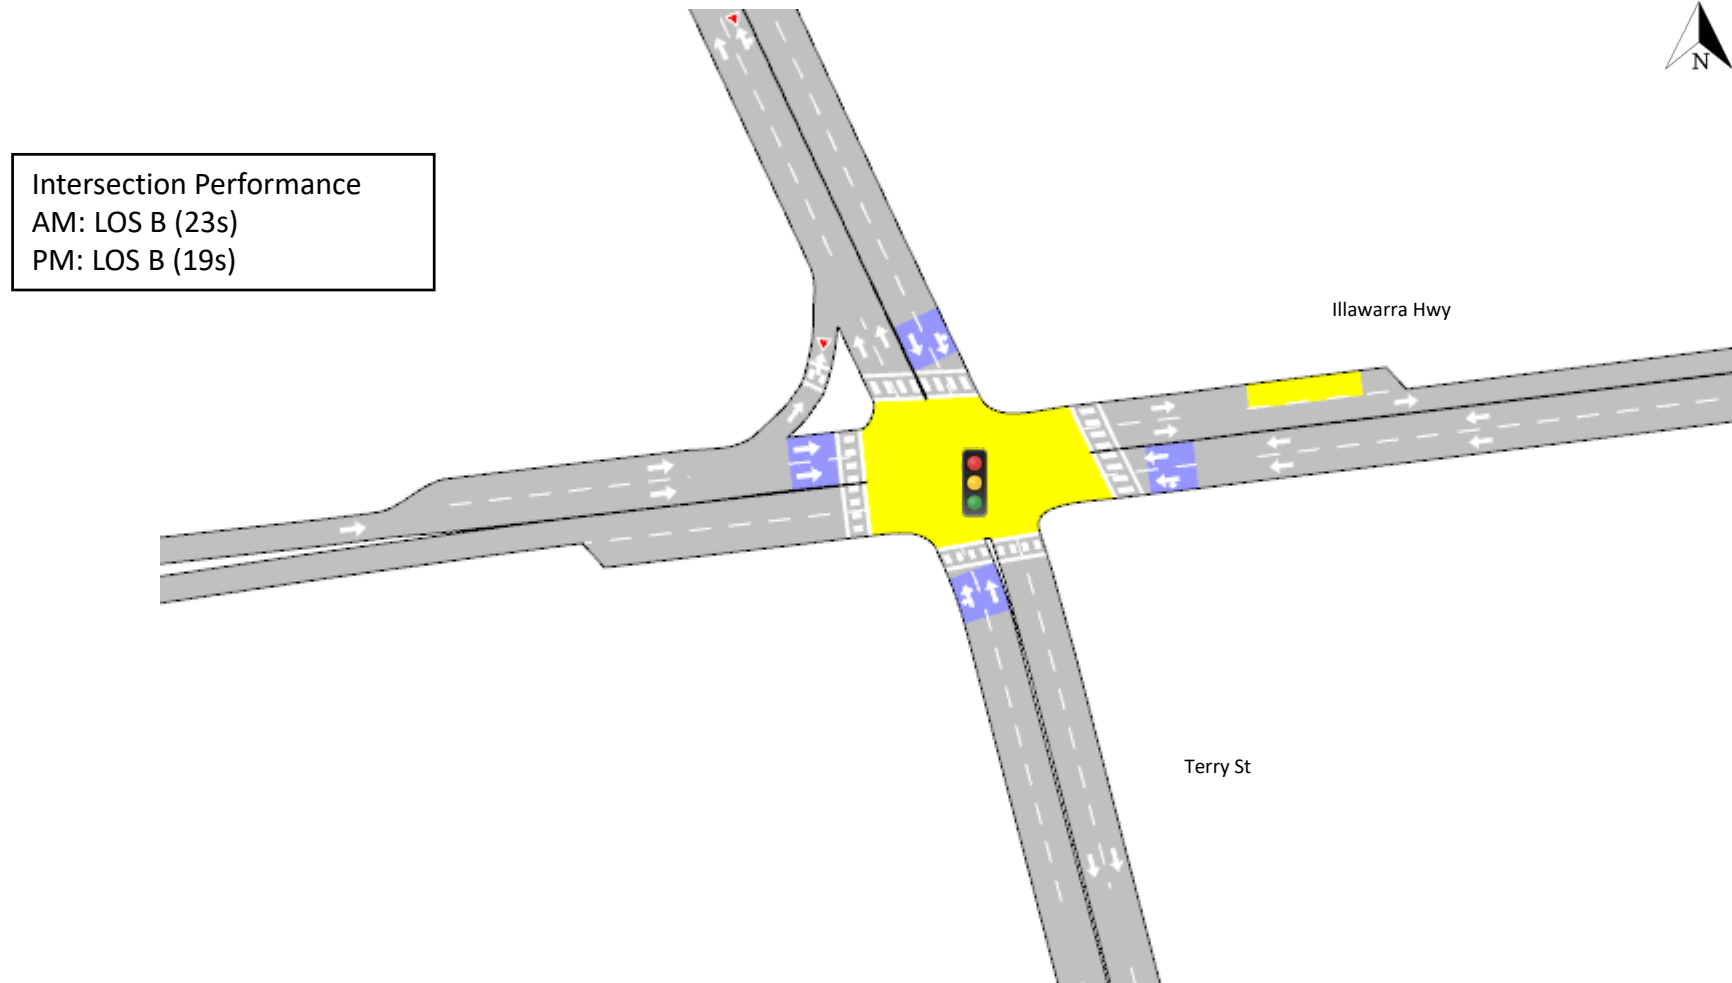 N
Intersection Performance
AM: LOS B (23s)
PM: LOS B (19s)
Illawarra Hwy
Terry St